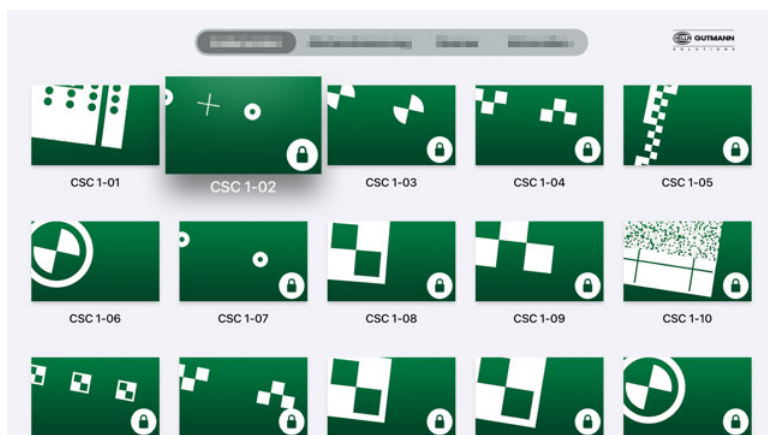 HELLA GUTMANN
SOLUTIONS
CSC 1-01
CSC 1-02
CSC 1-03
CSC 1-04
CSC 1-05
CSC 1-06
CSC 1-07
CSC 1-08
CSC 1-09
CSC 1-10